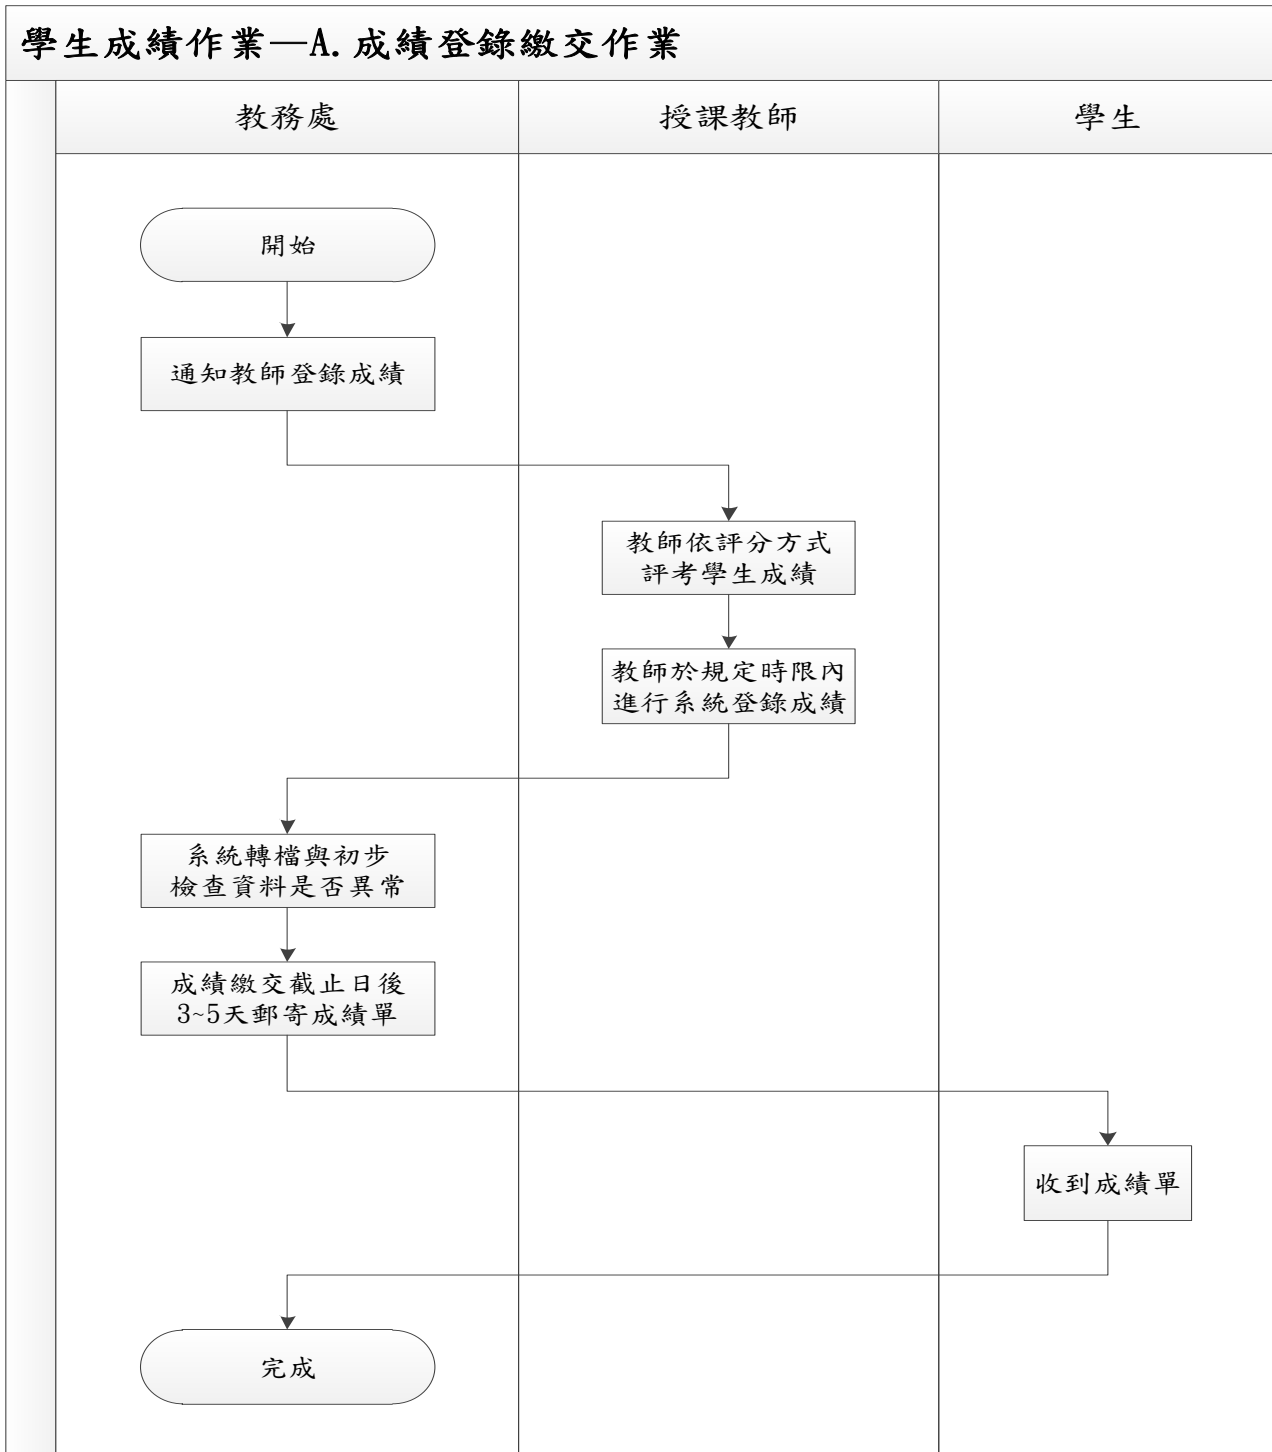 學生成績作業—A.成績登錄繳交作業
教務處
授課教師
學生
開始
通知教師登錄成績
教師依評分方式
評考學生成績
教師於規定時限內
進行系統登錄成績
系統轉檔與初步
檢查資料是否異常
成績繳交截止日後
3~5天郵寄成績單
收到成績單
完成